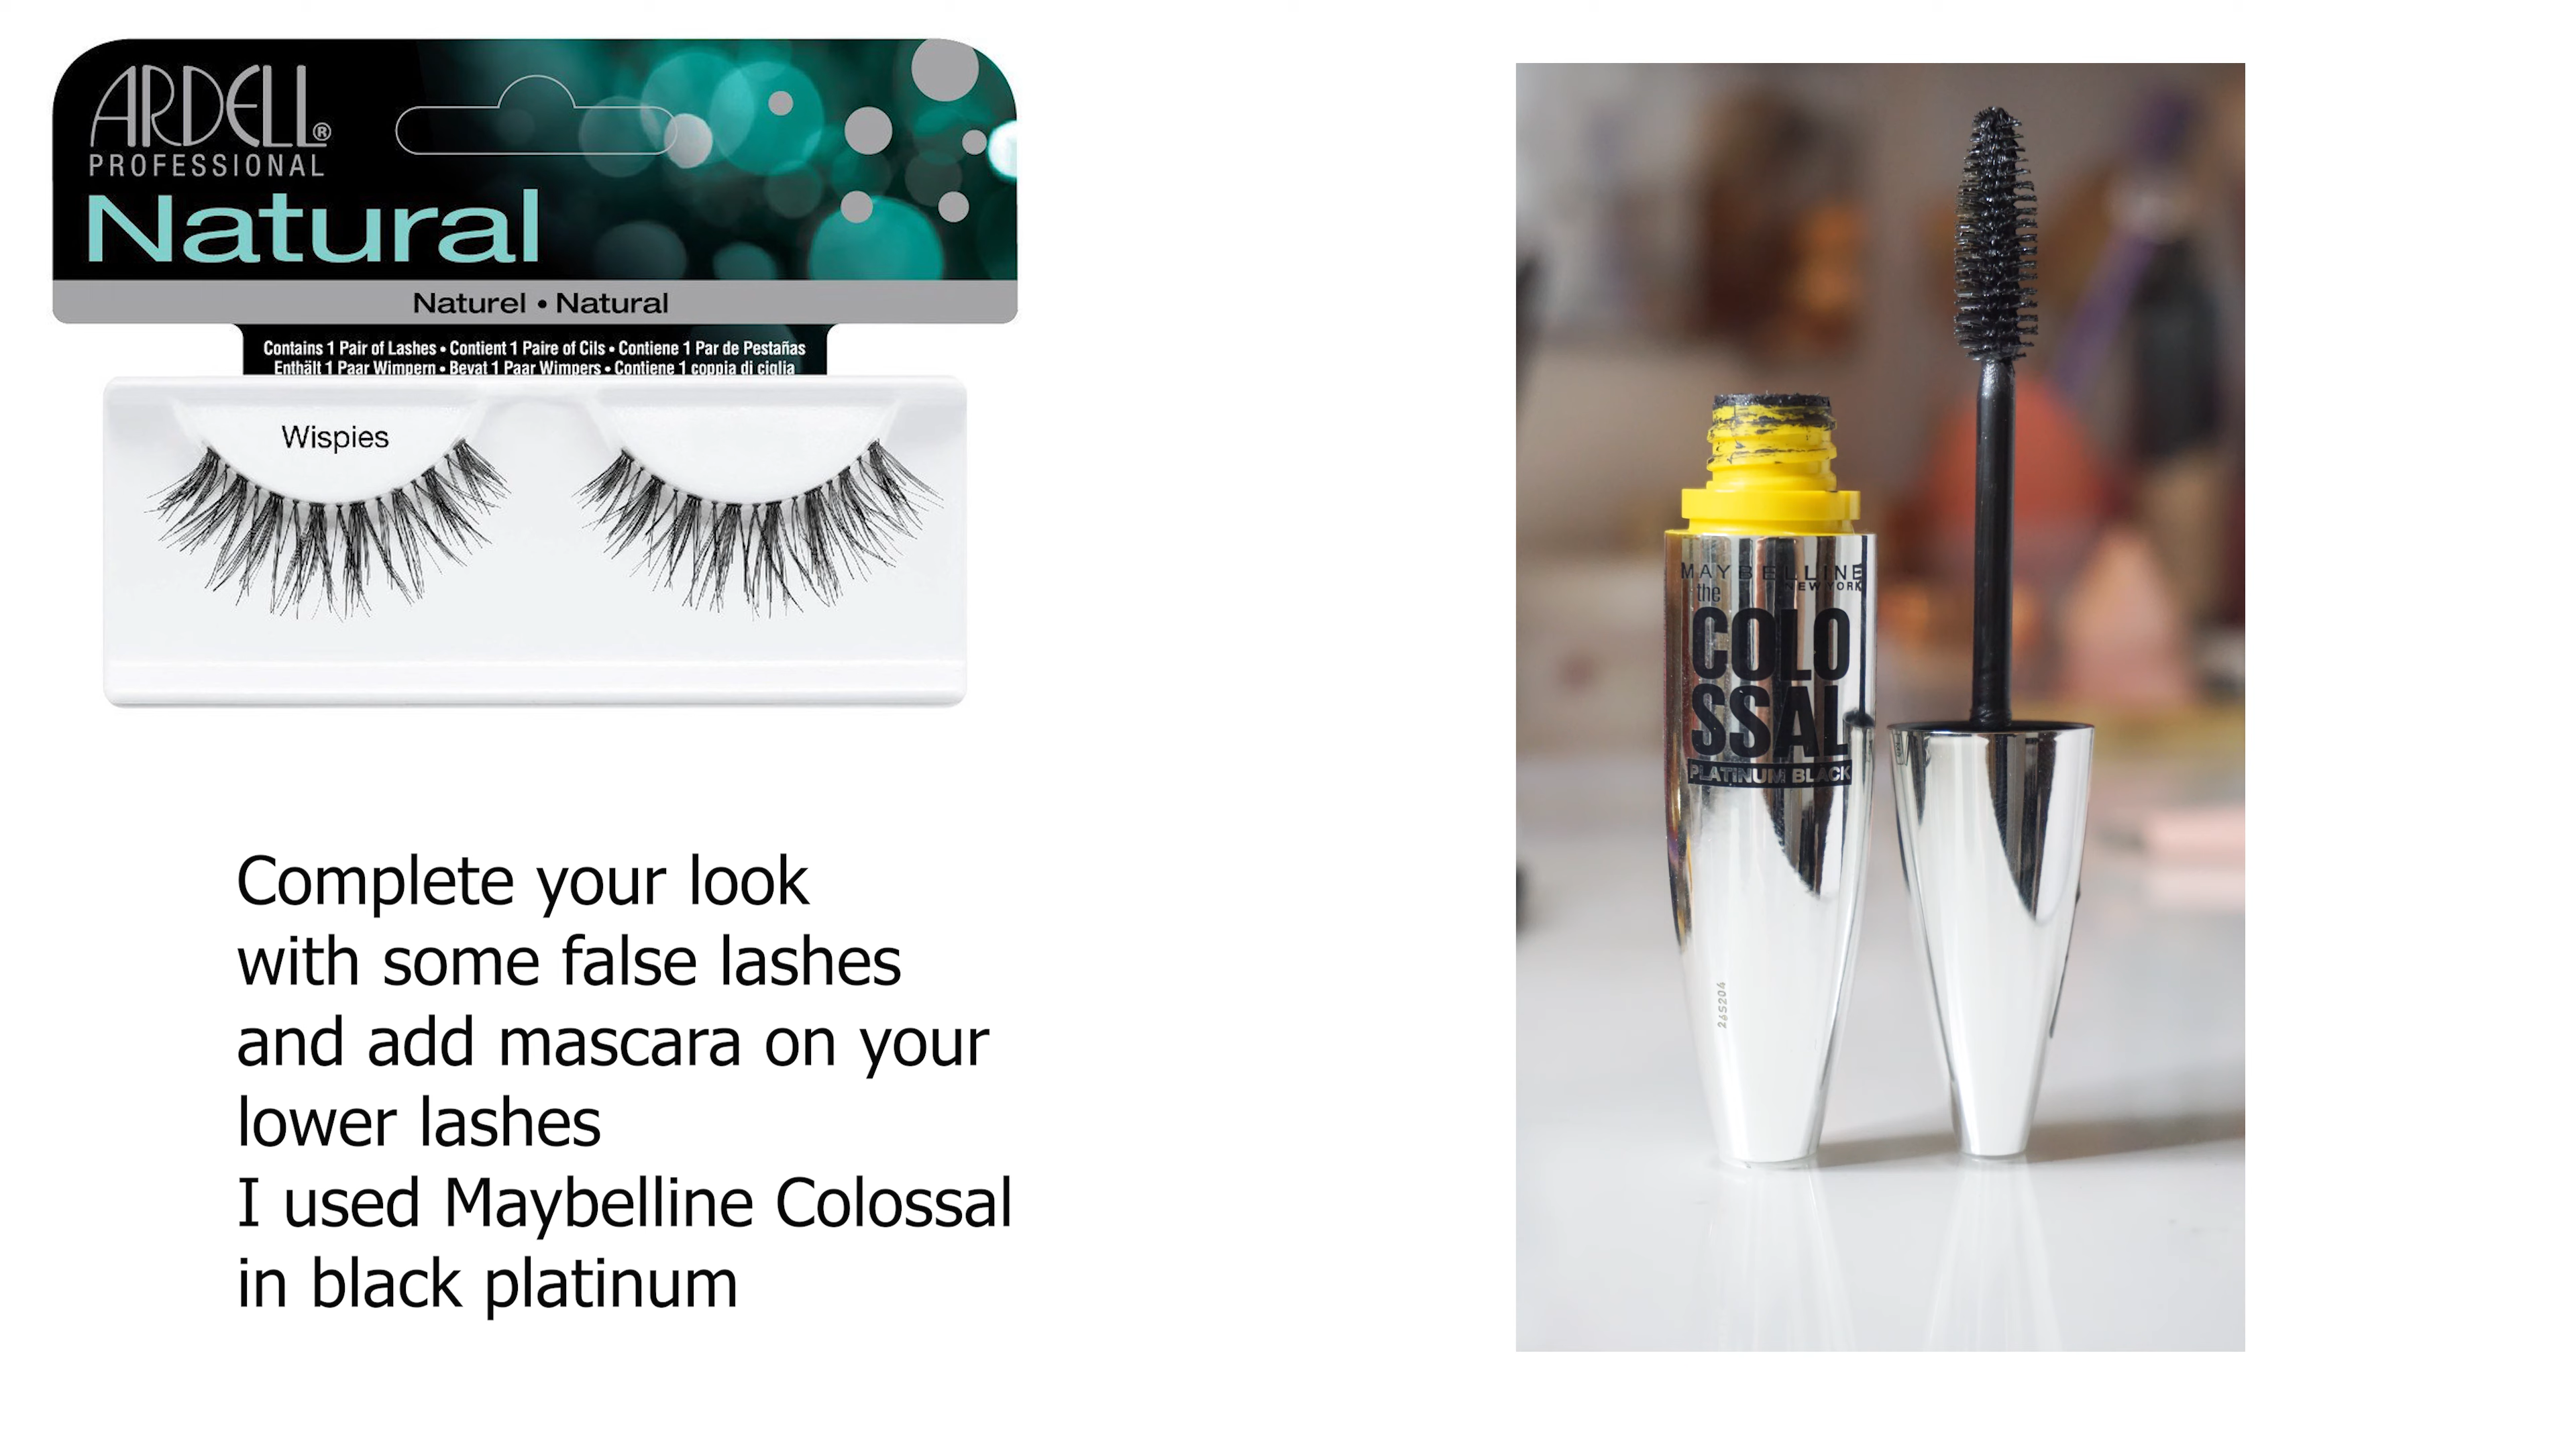 ARDELL®
PROFESSIONAL
Natural
Naturel • Natural
Contains 1 Pair of Lashes • Contient 1 Paire of Cils • Contiene 1 Par de Pestañas
Enthält 1 Paar Wimpern • Bevat 1 Paar Wimpers • Contiene 1 coppia di ciglia
Wispies
Complete your look
with some false lashes
and add mascara on your
lower lashes
I used Maybelline Colossal
in black platinum
MAYBELLINE
NEW YORK
the
COLO
SSAL
PLATINUM BLACK